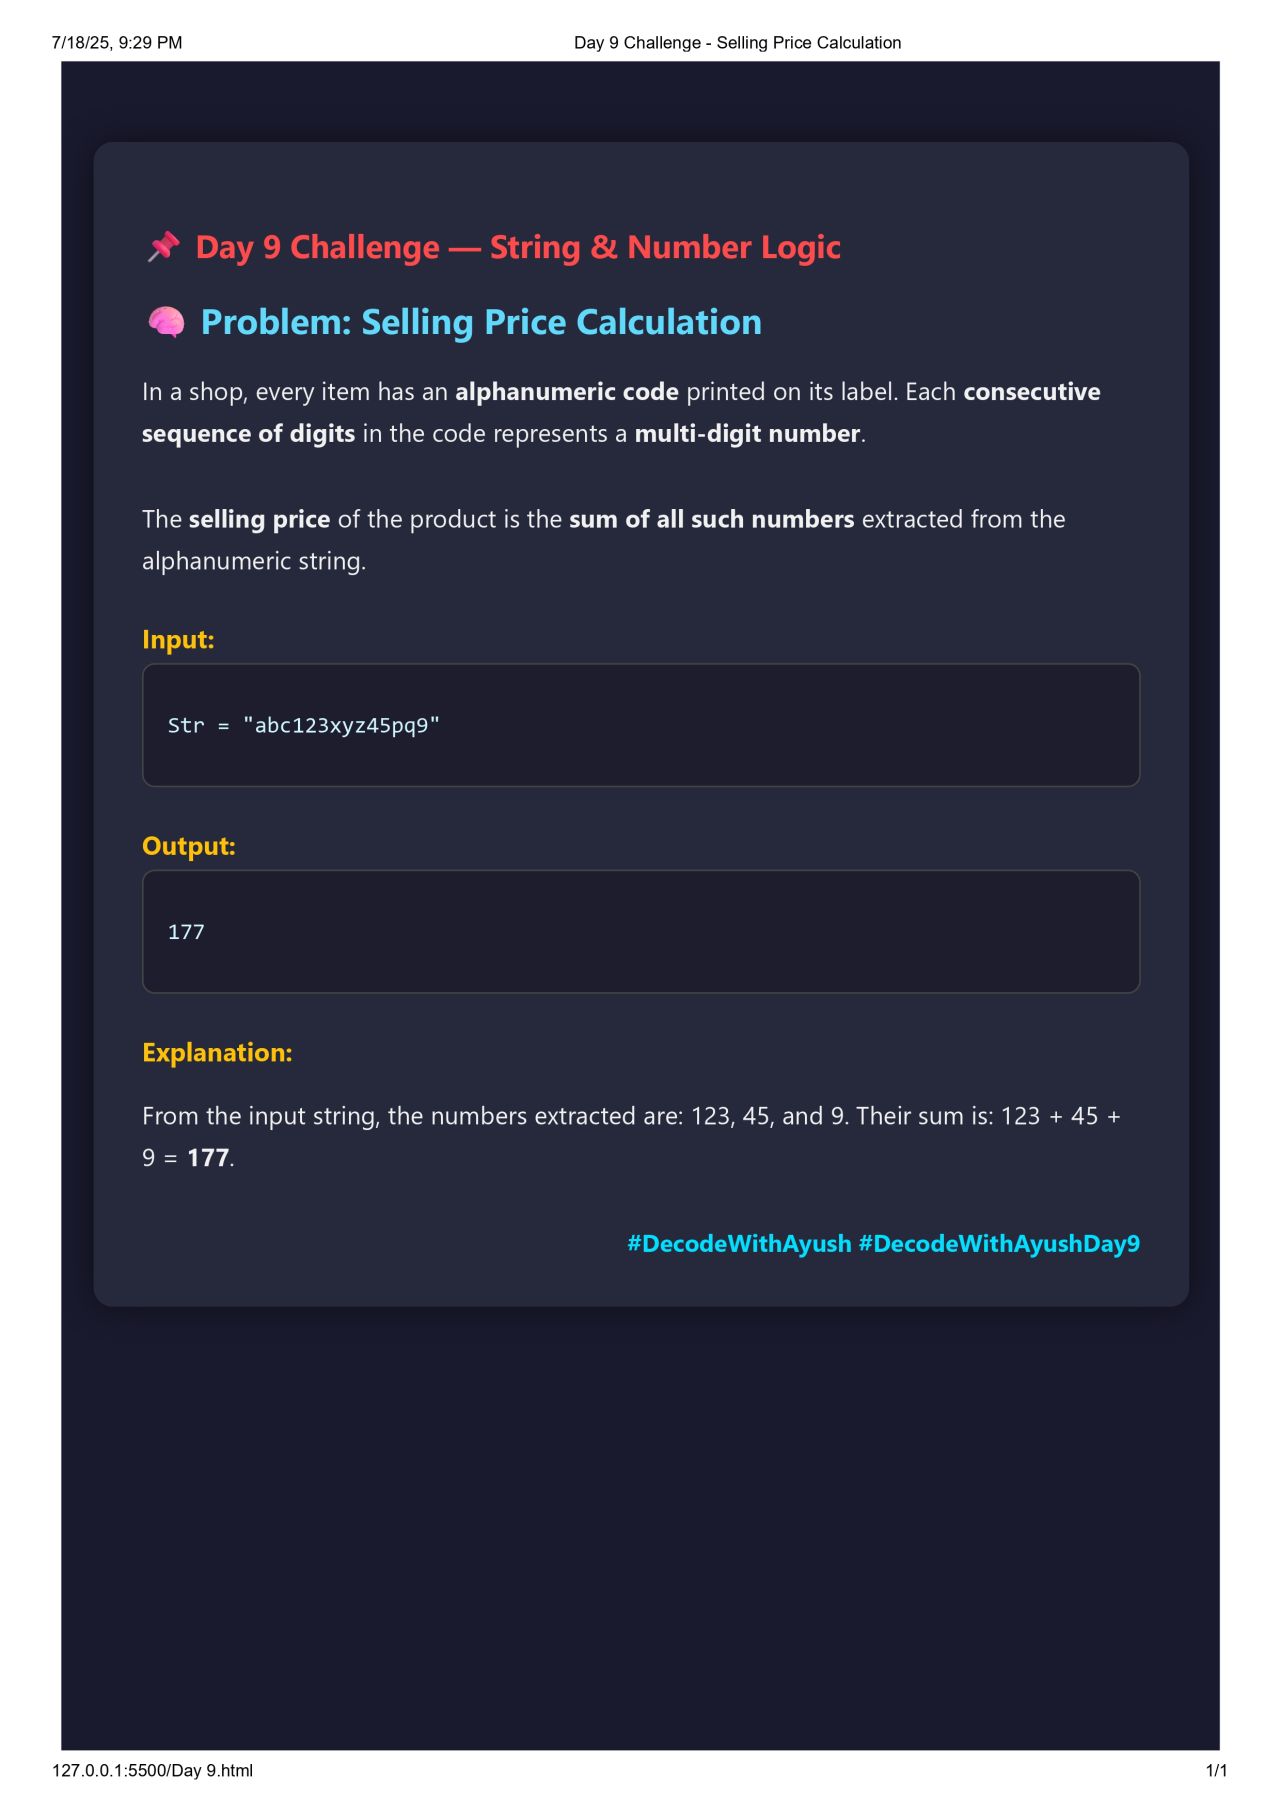 7/18/25, 9:29 PM
Day 9 Challenge - Selling Price Calculation
📌 Day 9 Challenge — String & Number Logic
🧠 Problem: Selling Price Calculation
In a shop, every item has an alphanumeric code printed on its label. Each consecutive
sequence of digits in the code represents a multi-digit number.
The selling price of the product is the sum of all such numbers extracted from the
alphanumeric string.
Input:
Str = "abc123xyz45pq9"
Output:
177
Explanation:
From the input string, the numbers extracted are: 123, 45, and 9. Their sum is: 123 + 45 +
9 = 177.
#DecodeWithAyush #DecodeWithAyushDay9
127.0.0.1:5500/Day 9.html
1/1